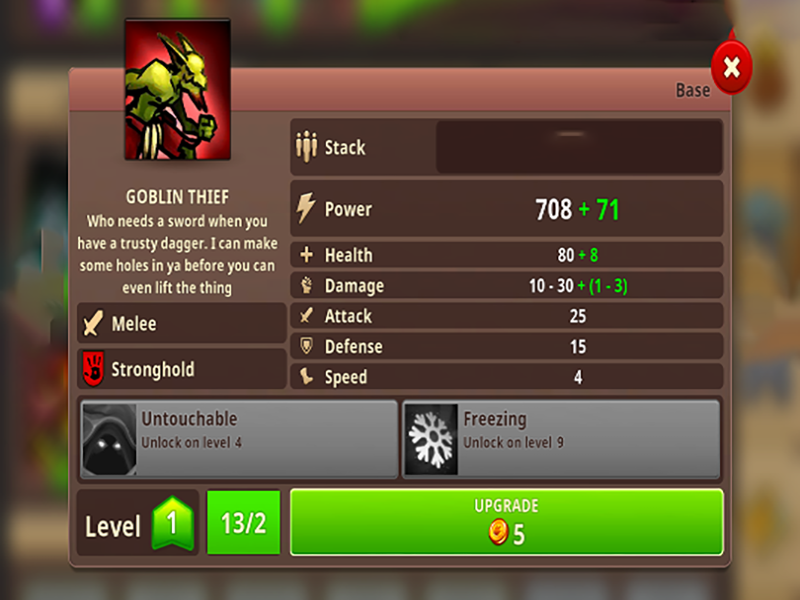 Base
GOBLIN THIEF
Who needs a sword when you
have a trusty dagger. I can make
some holes in ya before you can
even lift the thing
Melee
Stronghold
Stack
Power 708 + 71
Health 80 + 8
Damage 10 - 30 + (1 - 3)
Attack 25
Defense 15
Speed 4
Untouchable
Unlock on level 4
Freezing
Unlock on level 9
Level 1 13/2
UPGRADE
5